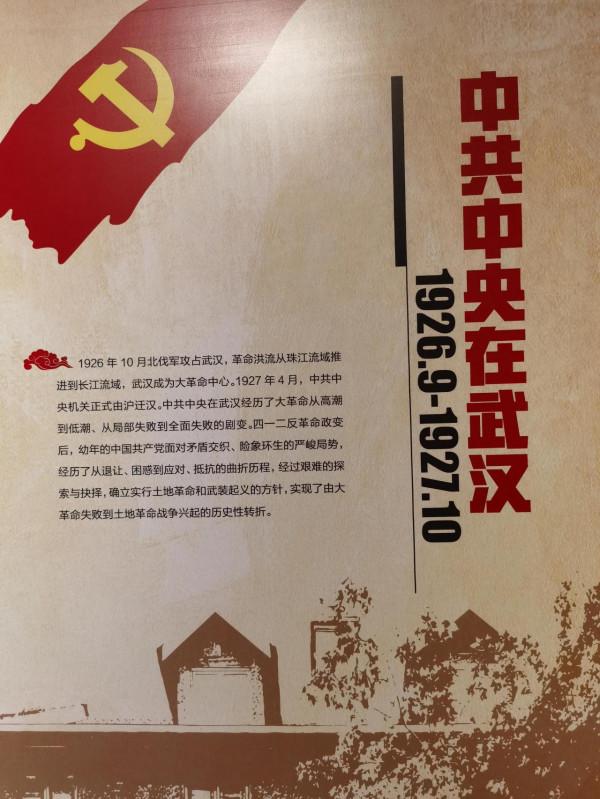 中共中央在武汉
1926.9-1927.10
1926 年 10 月北伐军攻占武汉，革命洪流从珠江流域推
进到长江流域，武汉成为大革命中心。1927 年 4 月，中共中
央机关正式由沪迁汉。中共中央在武汉经历了大革命从高潮
到低潮、从局部失败到全面失败的剧变。四一二反革命政变
后，幼年的中国共产党面对矛盾交织、险象环生的严峻局势，
经历了从退让、困惑到应对、抵抗的曲折历程，经过艰难的探
索与抉择，确立实行土地革命和武装起义的方针，实现了由大
革命失败到土地革命战争兴起的历史性转折。